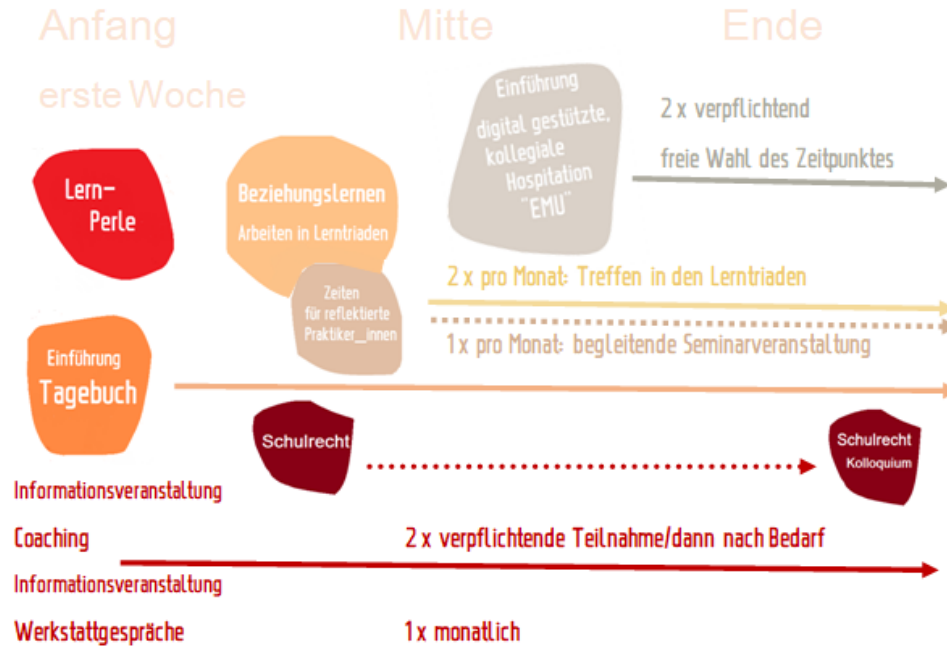 Anfang
Mitte
Ende
erste Woche
Lern-
Perle
Beziehungslernen
Arbeiten in Lerntriaden
Einführung
digital gestützte,
kollegiale
Hospitation
"EMU"
2 x verpflichtend
freie Wahl des Zeitpunktes
Zeiten
für reflektierte
Praktiker_innen
2 x pro Monat: Treffen in den Lerntriaden
1 x pro Monat: begleitende Seminarveranstaltung
Einführung
Tagebuch
Schulrecht
Schulrecht
Kolloquium
Informationsveranstaltung
Coaching
2 x verpflichtende Teilnahme/dann nach Bedarf
Informationsveranstaltung
Werkstattgespräche
1 x monatlich